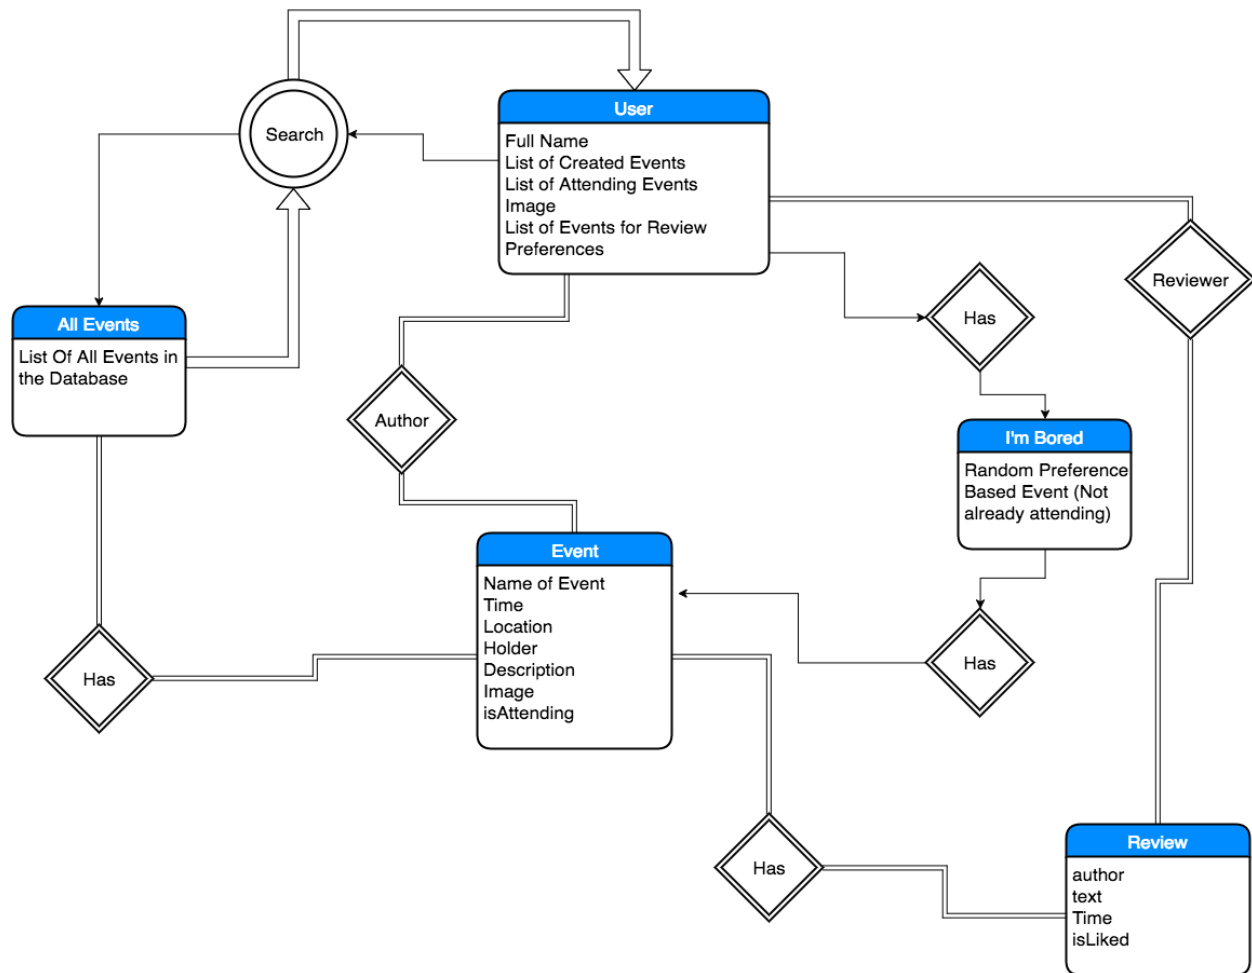 Search
User
Full Name
List of Created Events
List of Attending Events
Image
List of Events for Review
Preferences
Reviewer
Has
All Events
List Of All Events in
the Database
Author
I'm Bored
Random Preference
Based Event (Not
already attending)
Event
Name of Event
Time
Location
Holder
Description
Image
isAttending
Has
Has
Has
Review
author
text
Time
isLiked